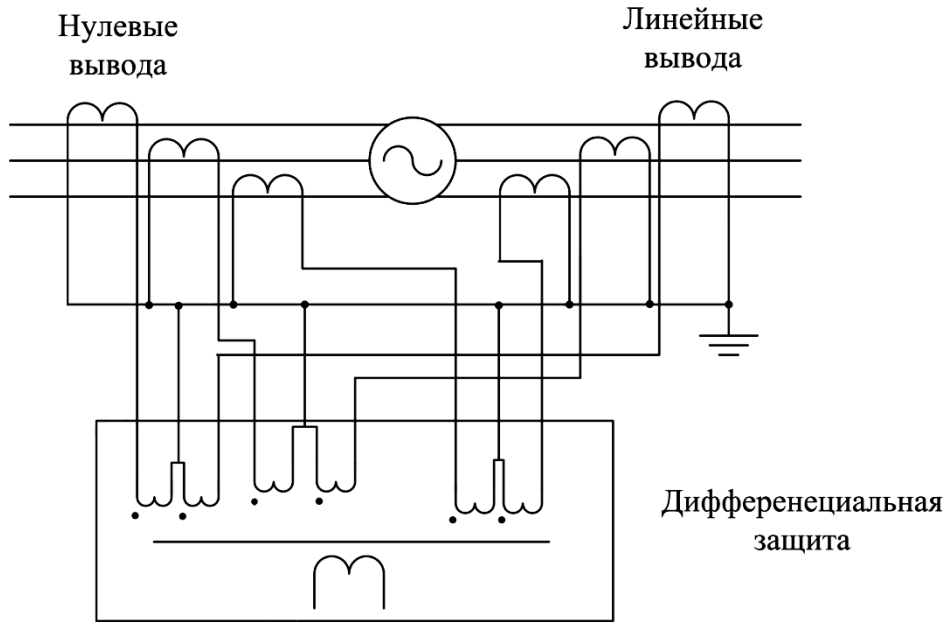 Нулевые
вывода
Линейные
вывода
Дифференециальная
защита